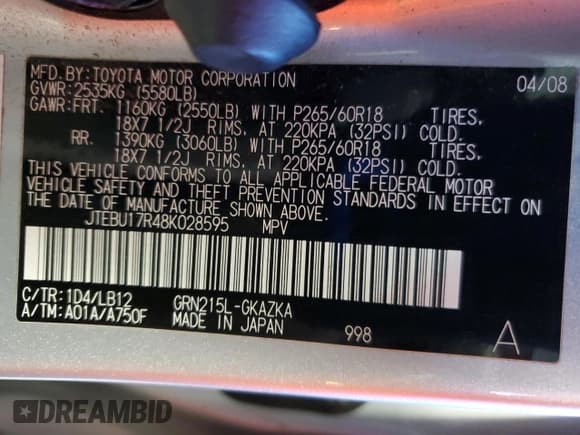 MFD.BY:TOYOTA MOTOR CORPORATION 04/08
GVWR:2535KG (5580LB)
GAWR:FRT. 1160KG (2550LB) WITH P265/60R18 TIRES,
18X7 1/2J RIMS, AT 220KPA (32PSI) COLD.
RR. 1390KG (3060LB) WITH P265/60R18 TIRES,
18X7 1/2J RIMS, AT 220KPA (32PSI) COLD.
THIS VEHICLE CONFORMS TO ALL APPLICABLE FEDERAL MOTOR
VEHICLE SAFETY AND THEFT PREVENTION STANDARDS IN EFFECT ON
THE DATE OF MANUFACTURE SHOWN ABOVE.
JTEBU17R48K028595 MPV
C/TR:1D4/LB12 GRN215L-GKAZKA
A/TM:A01A/A750F MADE IN JAPAN 998 A
DREAMBID